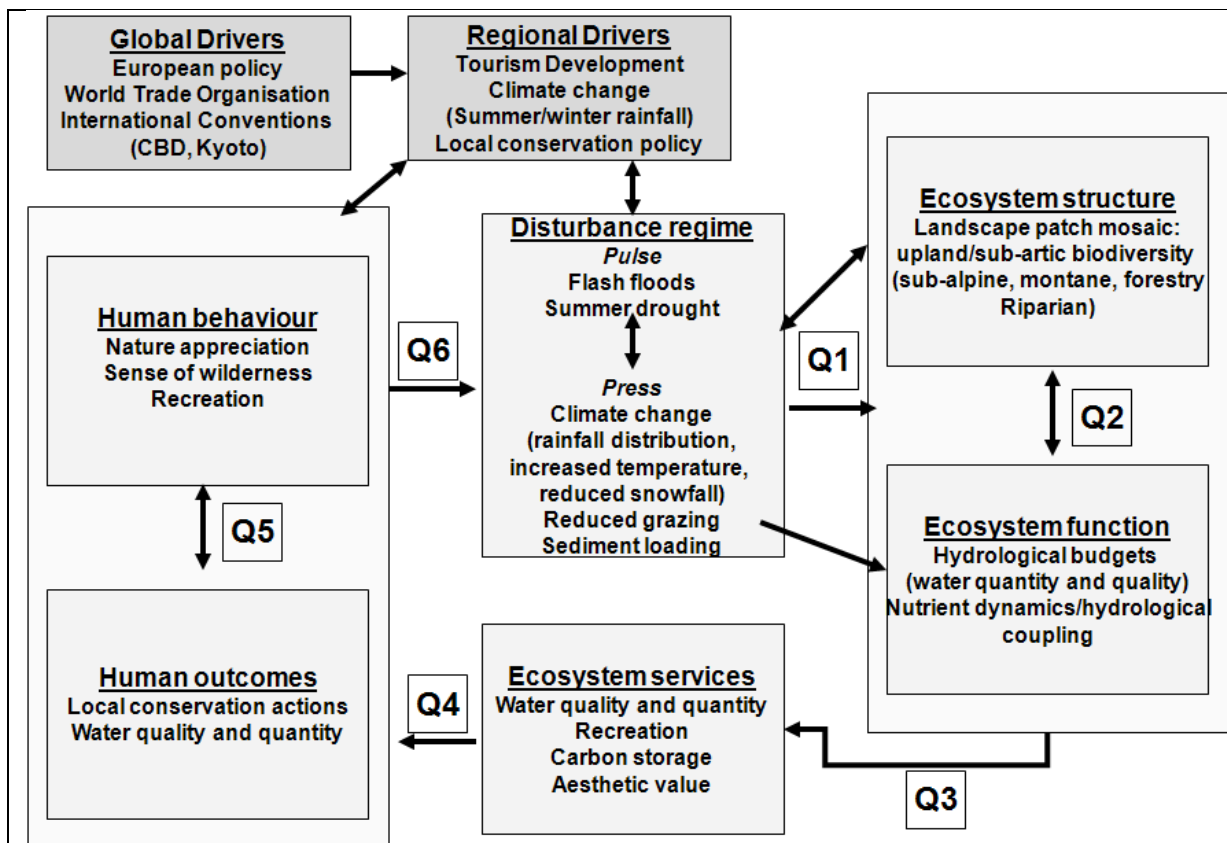 Global Drivers
European policy
World Trade Organisation
International Conventions
(CBD, Kyoto)
Regional Drivers
Tourism Development
Climate change
(Summer/winter rainfall)
Local conservation policy
Human behaviour
Nature appreciation
Sense of wilderness
Recreation
Q5
Human outcomes
Local conservation actions
Water quality and quantity
Q6
Disturbance regime
Pulse
Flash floods
Summer drought
Press
Climate change
(rainfall distribution,
increased temperature,
reduced snowfall)
Reduced grazing
Sediment loading
Q1
Ecosystem structure
Landscape patch mosaic:
upland/sub-artic biodiversity
(sub-alpine, montane, forestry
Riparian)
Q2
Ecosystem function
Hydrological budgets
(water quantity and quality)
Nutrient dynamics/hydrological
coupling
Q4
Ecosystem services
Water quality and quantity
Recreation
Carbon storage
Aesthetic value
Q3